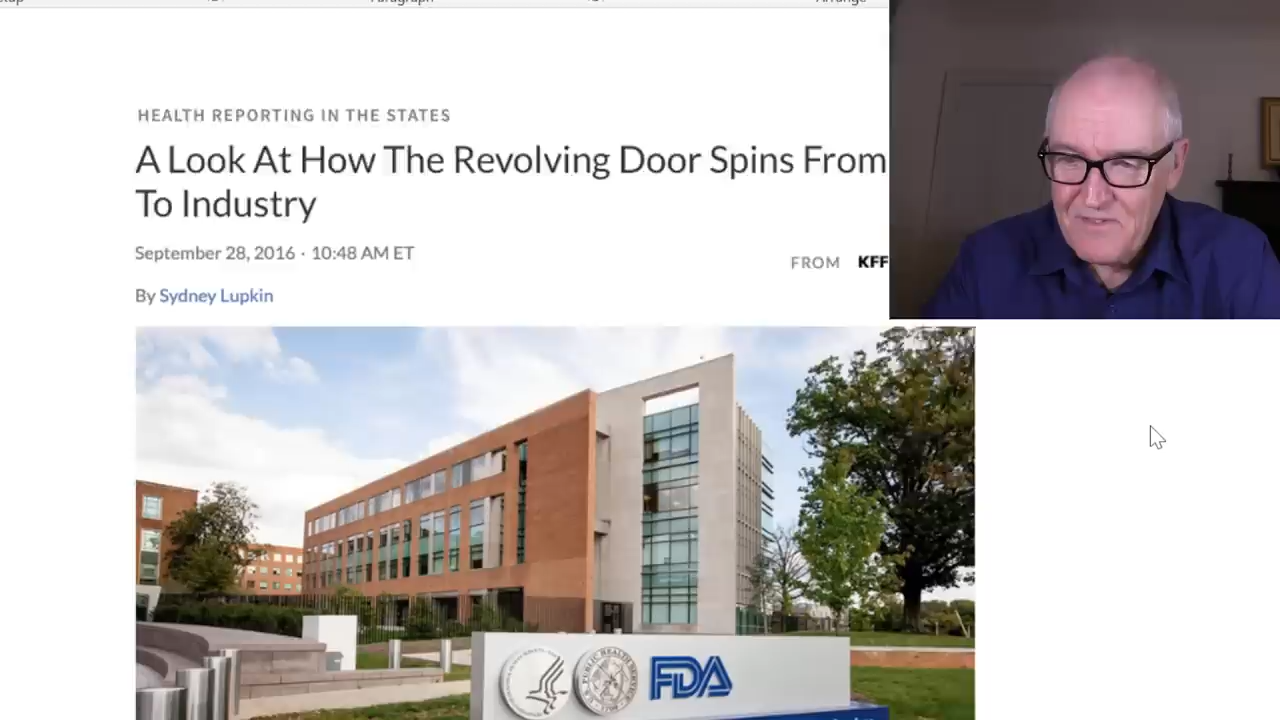 Paragraph
Arrange
HEALTH REPORTING IN THE STATES
A Look At How The Revolving Door Spins From
To Industry
September 28, 2016 · 10:48 AM ET
FROM KFF
By Sydney Lupkin
FDA